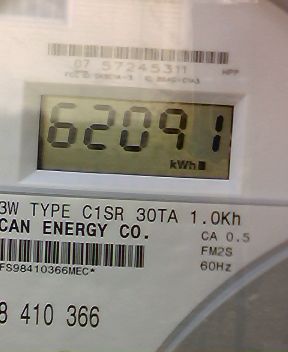 07 57245311 HPP
62091
kWh
3W TYPE C1SR 30TA 1.0Kh
CAN ENERGY CO.
CA 0.5
FM2S
60Hz
FS98410366MEC*
8 410 366